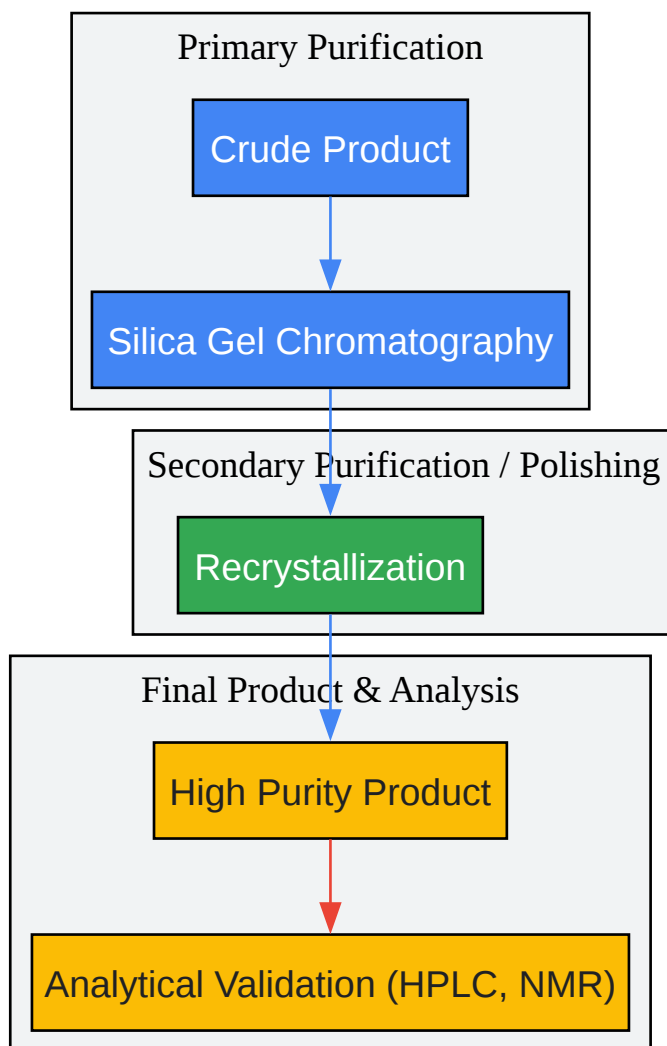 Primary Purification
Crude Product
Silica Gel Chromatography
Secondary Purification / Polishing
Recrystallization
Final Product & Analysis
High Purity Product
Analytical Validation (HPLC, NMR)